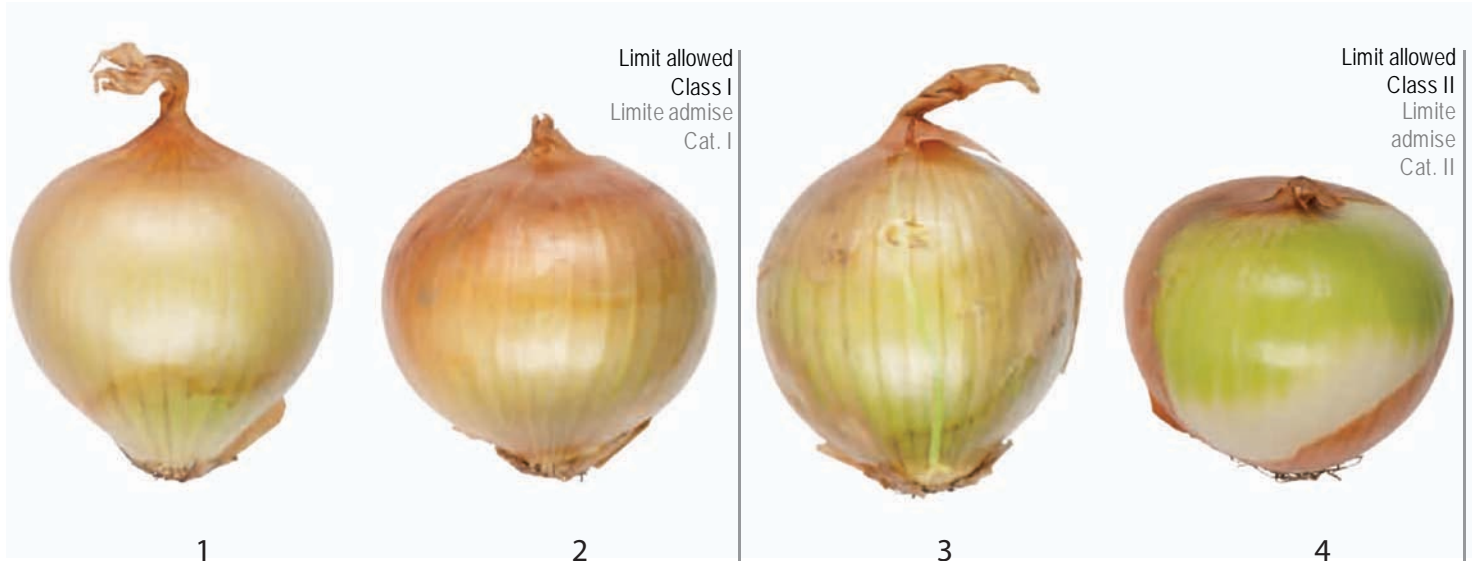 Limit allowed
Class I
Limite admise
Cat. I
Limit allowed
Class II
Limite
admise
Cat. II
1
2
3
4